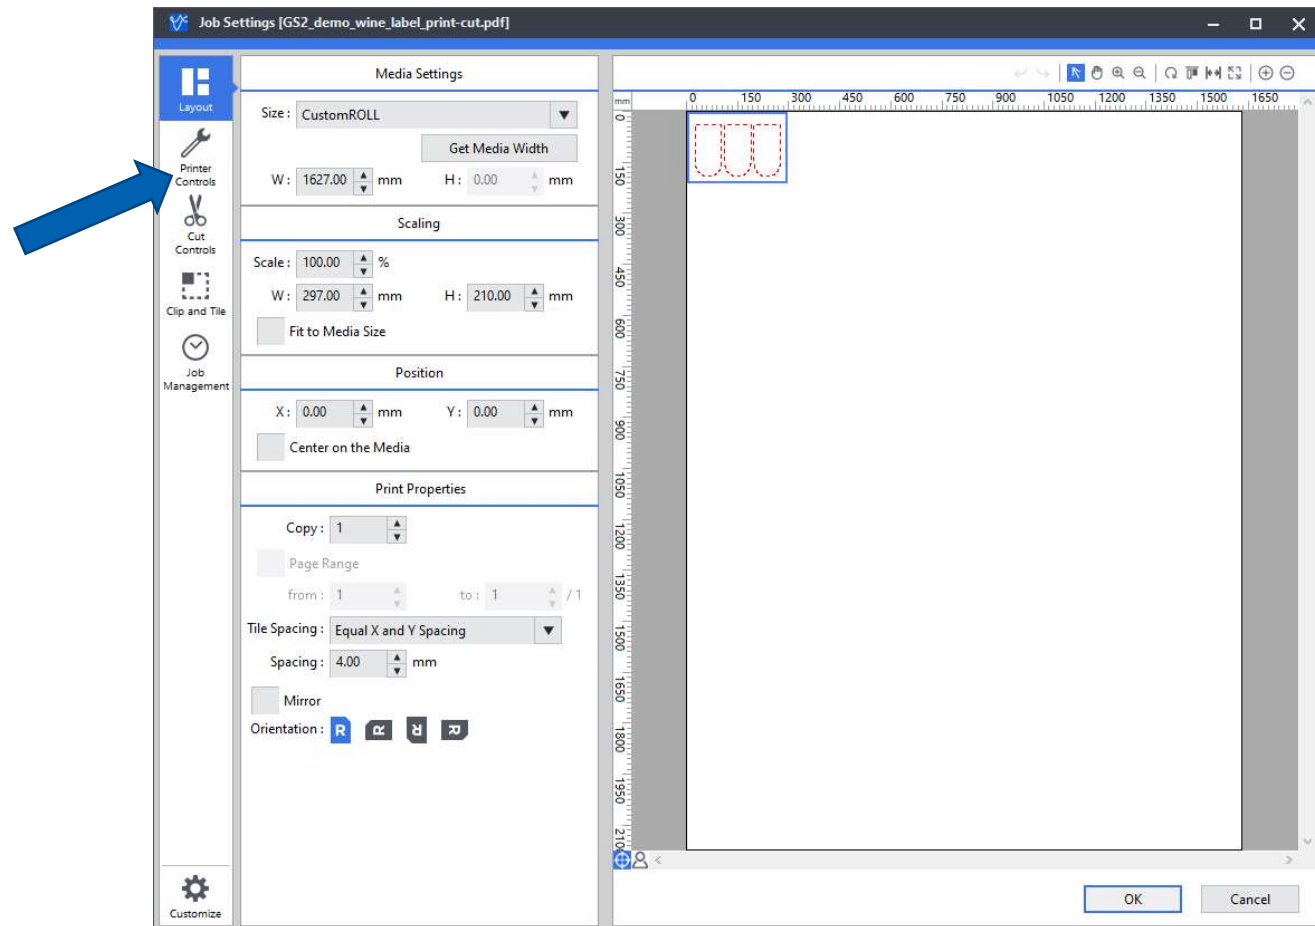 Job Settings [GS2_demo_wine_label_print-cut.pdf]
Layout
Printer
Controls
Cut
Controls
Clip and Tile
Job
Management
Customize
Media Settings
Size : CustomROLL
Get Media Width
W : 1627.00 mm H : 0.00 mm
Scaling
Scale : 100.00 %
W : 297.00 mm H : 210.00 mm
Fit to Media Size
Position
X : 0.00 mm Y : 0.00 mm
Center on the Media
Print Properties
Copy : 1
Page Range
from : 1 to : 1 / 1
Tile Spacing : Equal X and Y Spacing
Spacing : 4.00 mm
Mirror
Orientation : R R R R
mm 0 150 300 450 600 750 900 1050 1200 1350 1500 1650
0
150
300
450
600
750
900
1050
1200
1350
1500
1650
1800
1950
210
OK Cancel